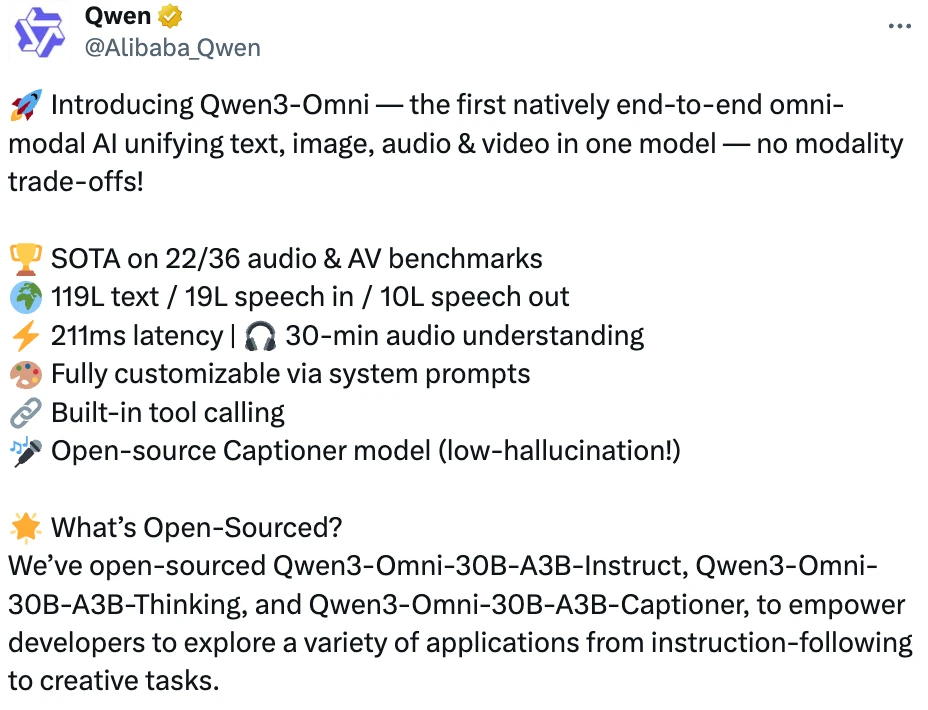 Qwen
@Alibaba_Qwen
🚀 Introducing Qwen3-Omni — the first natively end-to-end omni-
modal AI unifying text, image, audio & video in one model — no modality
trade-offs!
🏆 SOTA on 22/36 audio & AV benchmarks
🌍 119L text / 19L speech in / 10L speech out
⚡ 211ms latency | 🎧 30-min audio understanding
🎨 Fully customizable via system prompts
🔗 Built-in tool calling
🎤 Open-source Captioner model (low-hallucination!)
🌟 What’s Open-Sourced?
We’ve open-sourced Qwen3-Omni-30B-A3B-Instruct, Qwen3-Omni-
30B-A3B-Thinking, and Qwen3-Omni-30B-A3B-Captioner, to empower
developers to explore a variety of applications from instruction-following
to creative tasks.